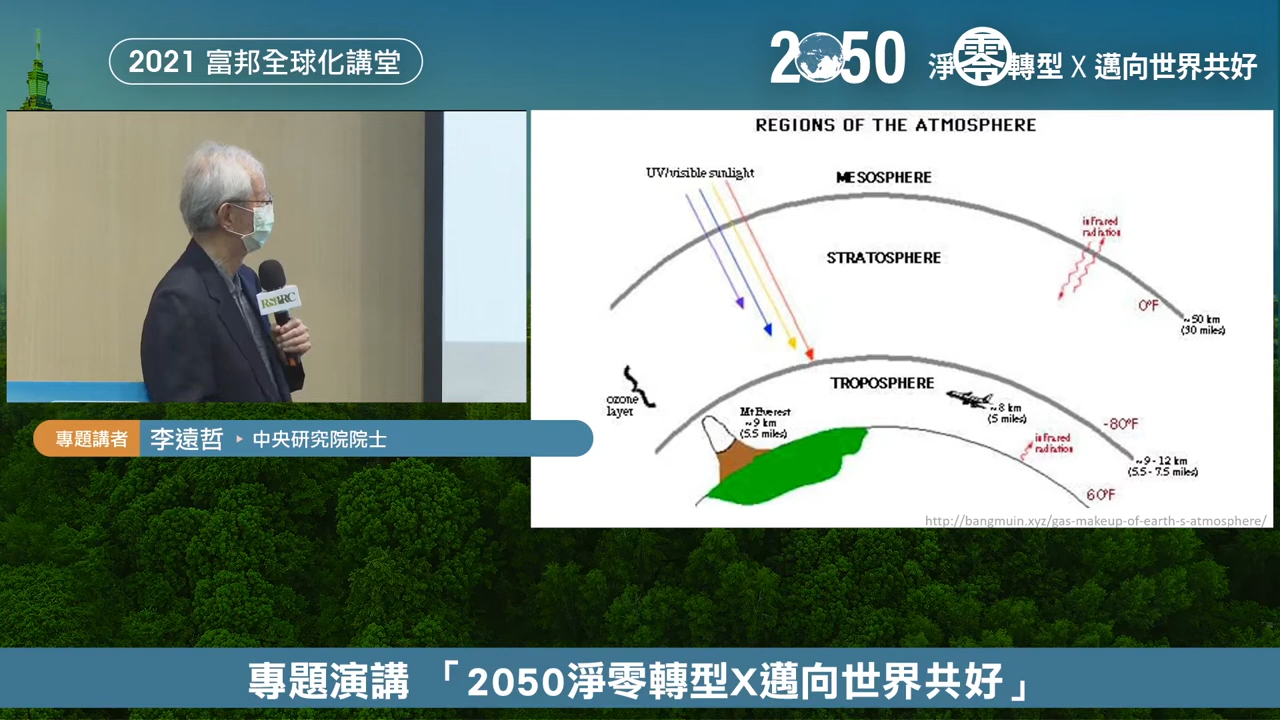 2021 富邦全球化講堂
2050 淨零轉型 X 邁向世界共好
REGIONS OF THE ATMOSPHERE
UV/visible sunlight
MESOSPHERE
infrared
radiation
STRATOSPHERE
0°F
~50 km
(30 miles)
TROPOSPHERE
ozone
layer
Mt Everest
~9 km
(5.5 miles)
~8 km
(5 miles)
-80°F
infrared
radiation
~9-12 km
(5.5-7.5 miles)
60°F
http://bangmuin.xyz/gas-makeup-of-earth-s-atmosphere/
專題講者 李遠哲 ▸ 中央研究院院士
專題演講 「2050淨零轉型X邁向世界共好」